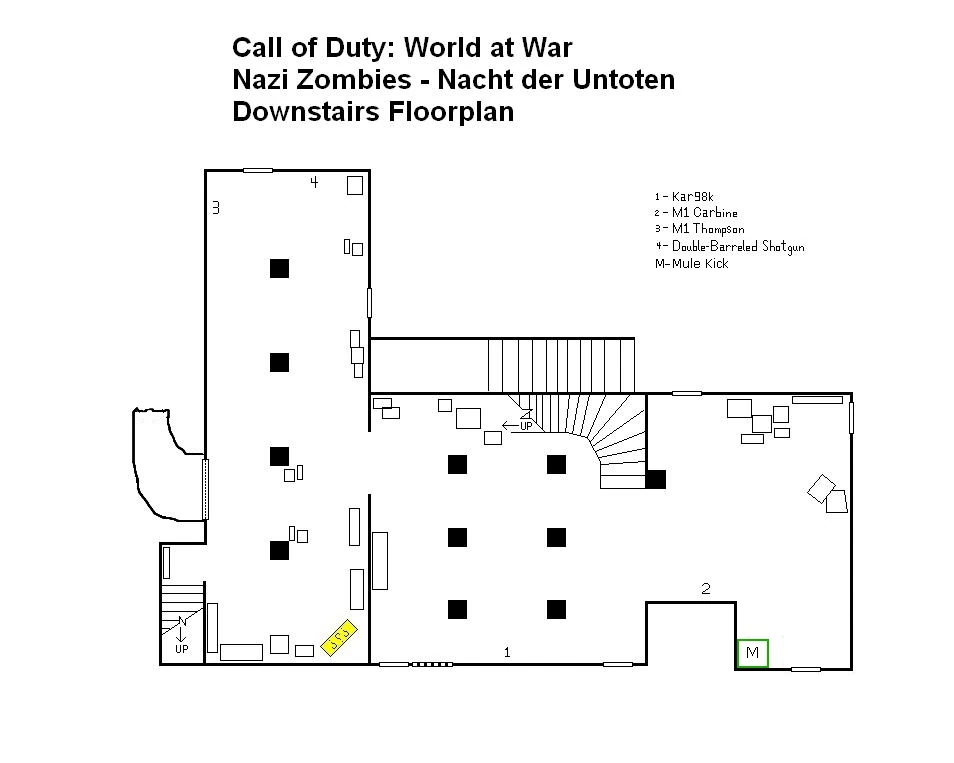 Call of Duty: World at War
Nazi Zombies - Nacht der Untoten
Downstairs Floorplan
4
3
1 - Kar98k
2 - M1 Carbine
3 - M1 Thompson
4 - Double-Barreled Shotgun
M-Mule Kick
UP
2
UP
???
1
M